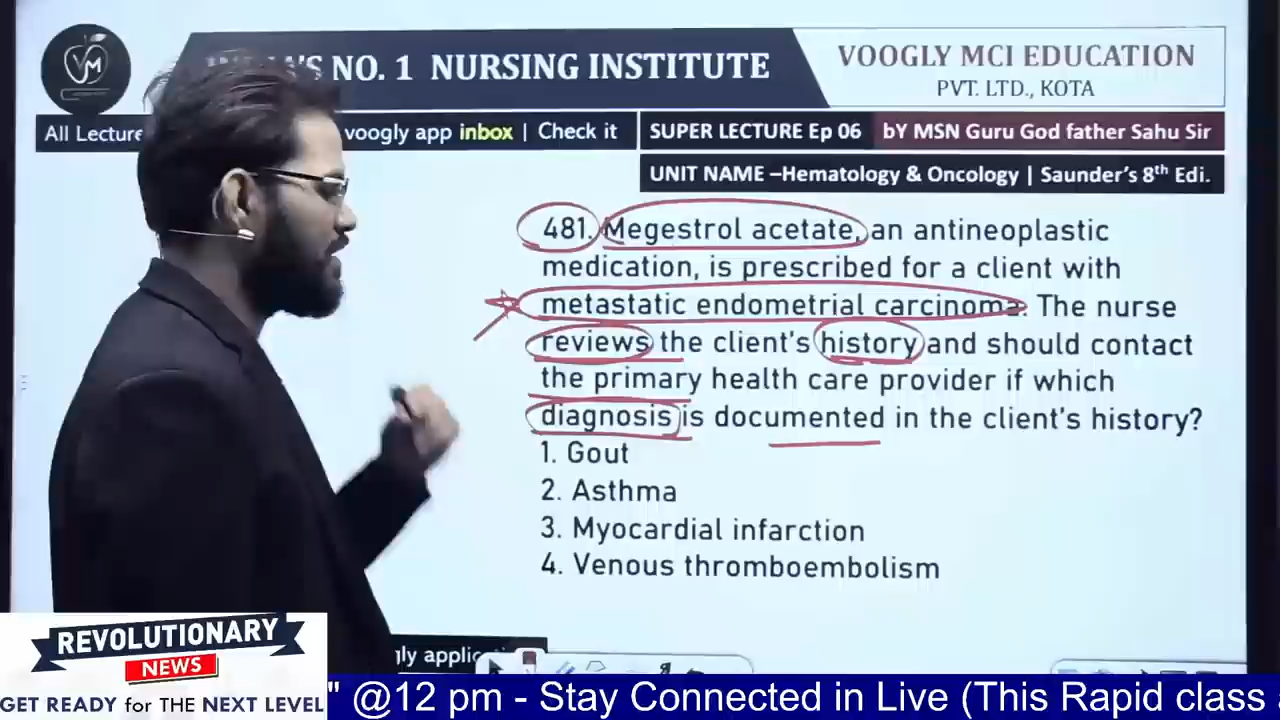 VM
NO. 1 NURSING INSTITUTE
VOOGLY MCI EDUCATION
PVT. LTD., KOTA
All Lecture voogly app inbox | Check it
SUPER LECTURE Ep 06 bY MSN Guru God father Sahu Sir
UNIT NAME –Hematology & Oncology | Saunder's 8th Edi.
481. Megestrol acetate, an antineoplastic
medication, is prescribed for a client with
metastatic endometrial carcinoma. The nurse
reviews the client's history and should contact
the primary health care provider if which
diagnosis is documented in the client's history?
1. Gout
2. Asthma
3. Myocardial infarction
4. Venous thromboembolism
REVOLUTIONARY
NEWS
GET READY for THE NEXT LEVEL
" @12 pm - Stay Connected in Live (This Rapid class